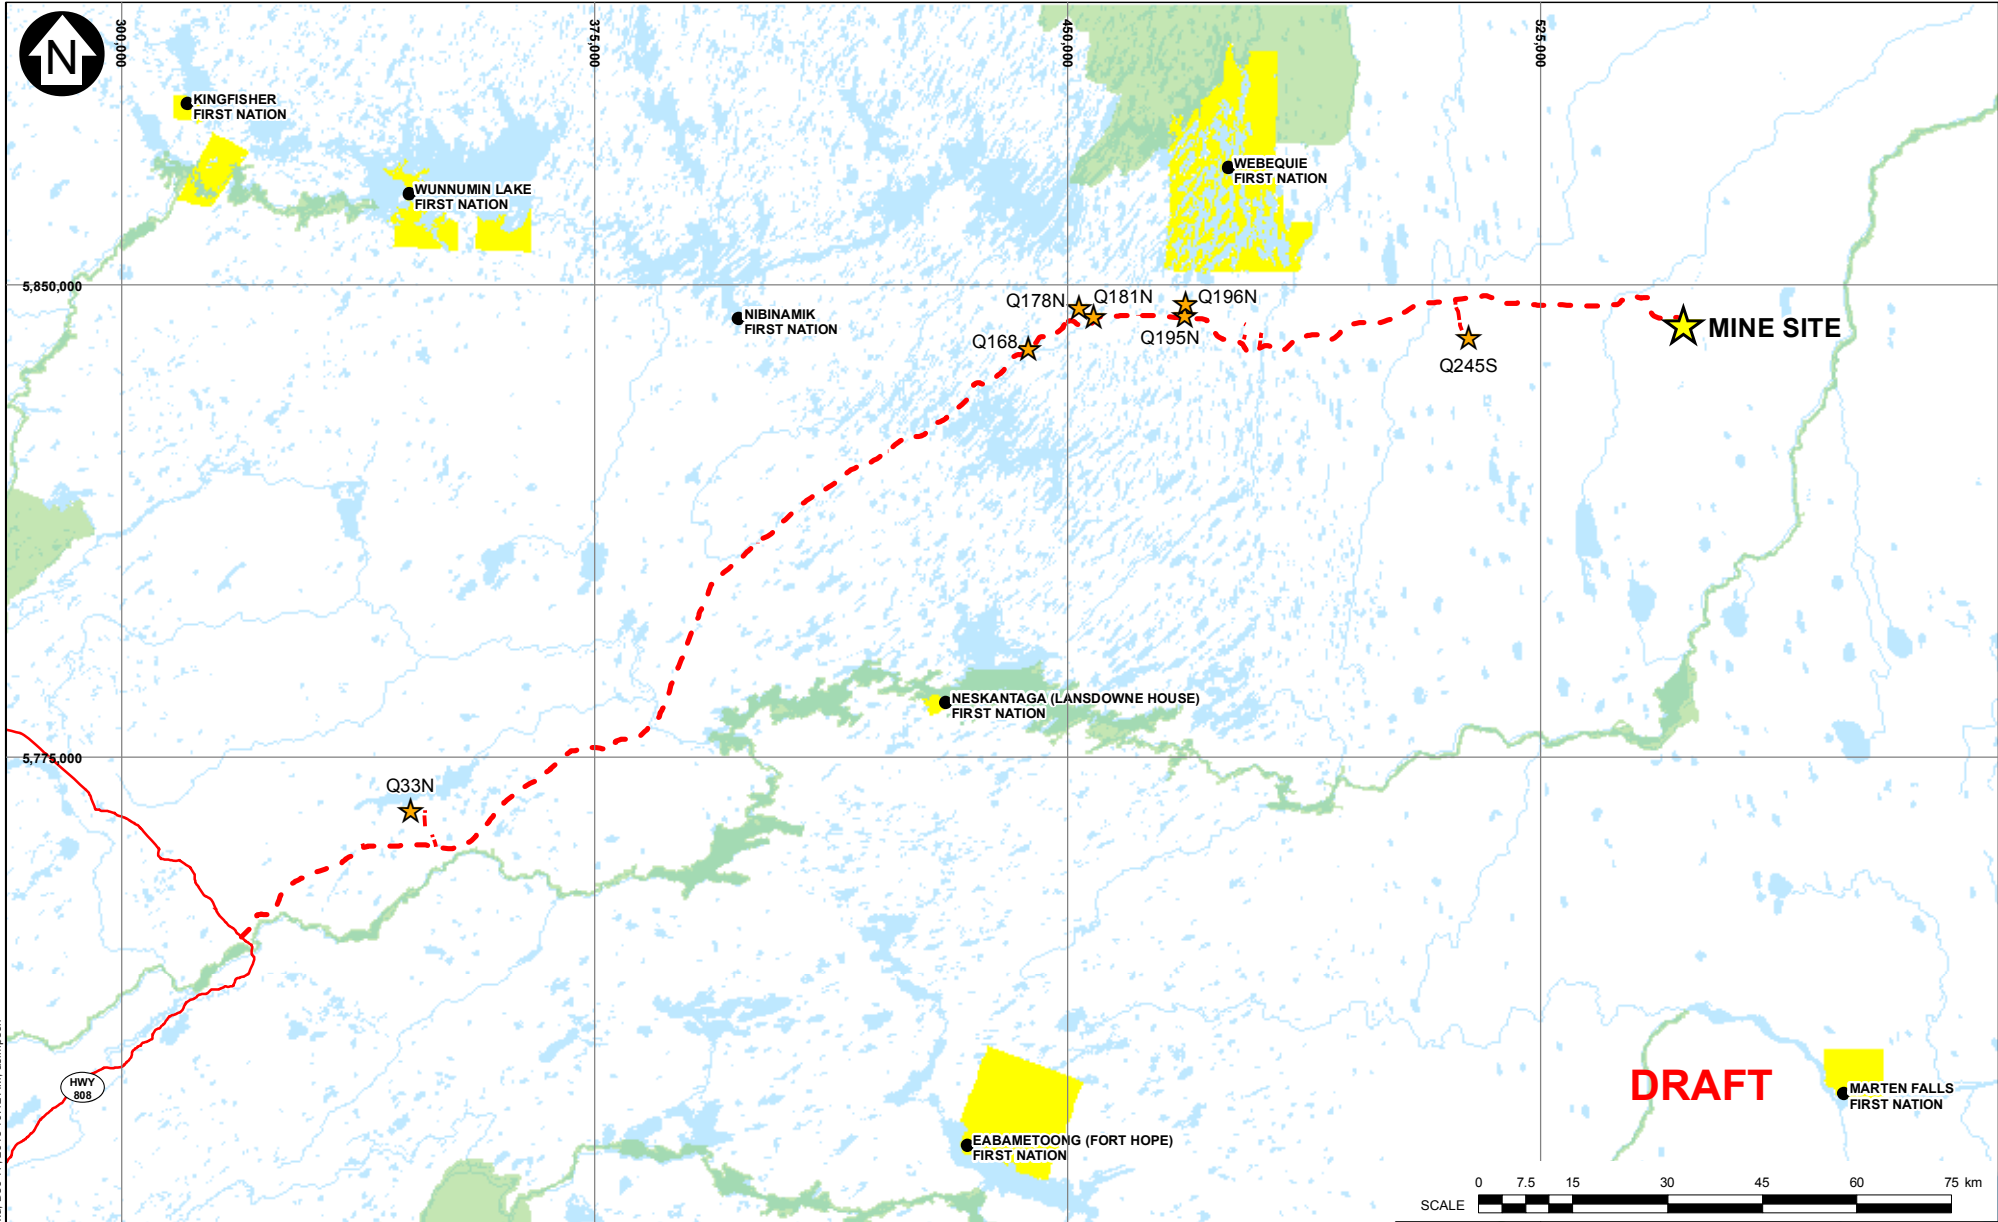 N
300,000
375,000
450,000
525,000
KINGFISHER
FIRST NATION
WUNNUMIN LAKE
FIRST NATION
WEBEQUIE
FIRST NATION
5,850,000
NIBINAMIK
FIRST NATION
Q178N
Q181N
Q196N
Q168
Q195N
MINE SITE
Q245S
NESKANTAGA (LANSDOWNE HOUSE)
FIRST NATION
5,775,000
Q33N
HWY
808
DRAFT
MARTEN FALLS
FIRST NATION
EABAMETOONG (FORT HOPE)
FIRST NATION
SCALE
0 7.5 15 30 45 60 75 km